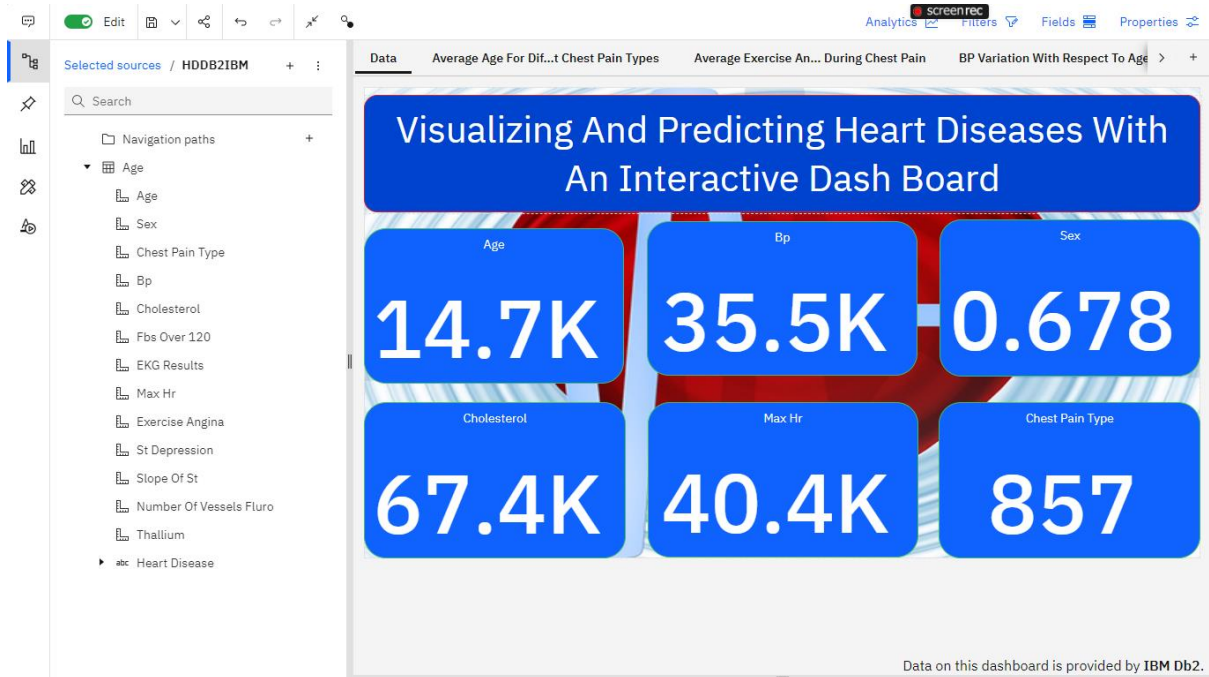 Edit
Analytics
screenrec
Filters
Fields
Properties
Selected sources / HDDB2IBM + :
Search
Navigation paths +
Age
Age
Sex
Chest Pain Type
Bp
Cholesterol
Fbs Over 120
EKG Results
Max Hr
Exercise Angina
St Depression
Slope Of St
Number Of Vessels Fluro
Thallium
abc Heart Disease
Data
Average Age For Dif...t Chest Pain Types
Average Exercise An... During Chest Pain
BP Variation With Respect To Age
Visualizing And Predicting Heart Diseases With
An Interactive Dash Board
Age
14.7K
Bp
35.5K
Sex
0.678
Cholesterol
67.4K
Max Hr
40.4K
Chest Pain Type
857
Data on this dashboard is provided by IBM Db2.